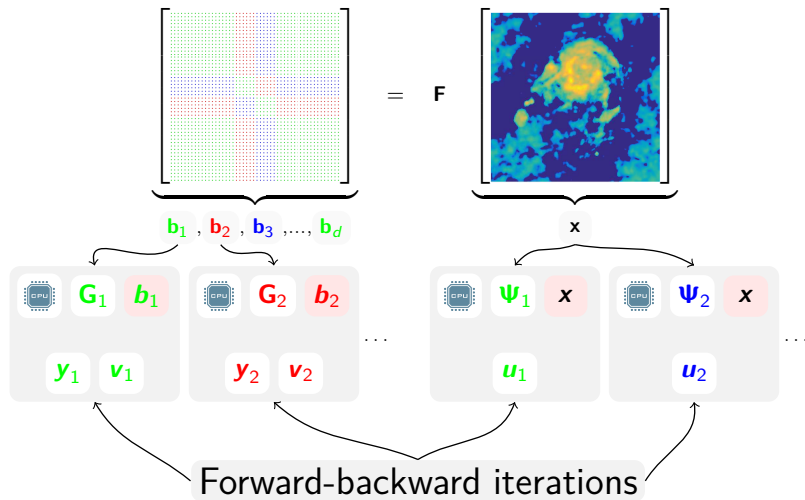 = F
b₁ , b₂ , b₃ ,..., b_d
x
CPU G₁ b₁
CPU G₂ b₂
CPU Ψ₁ x
CPU Ψ₂ x
...
...
y₁ v₁
y₂ v₂
u₁
u₂
Forward-backward iterations